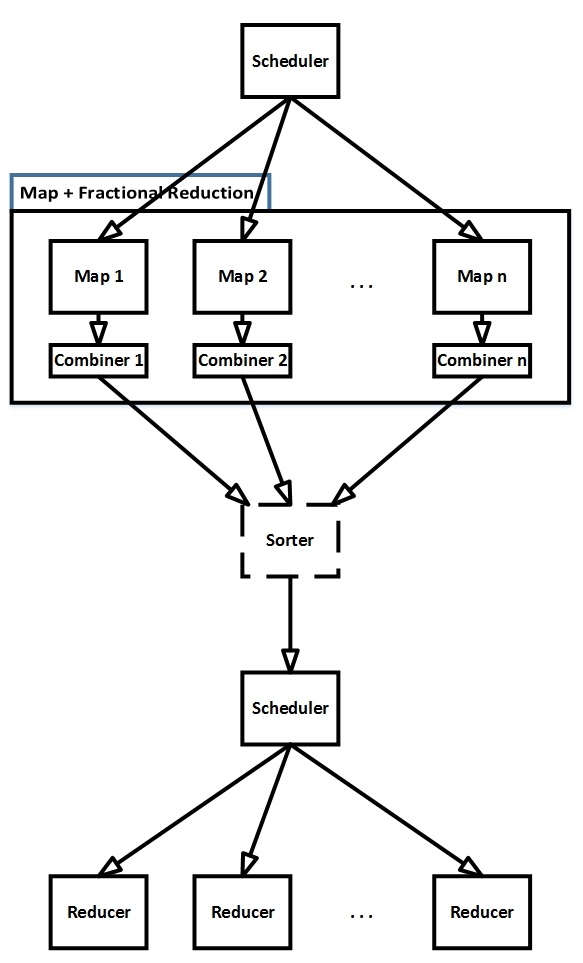 Scheduler
Map + Fractional Reduction
Map 1
Map 2
...
Map n
Combiner 1
Combiner 2
Combiner n
Sorter
Scheduler
Reducer
Reducer
...
Reducer